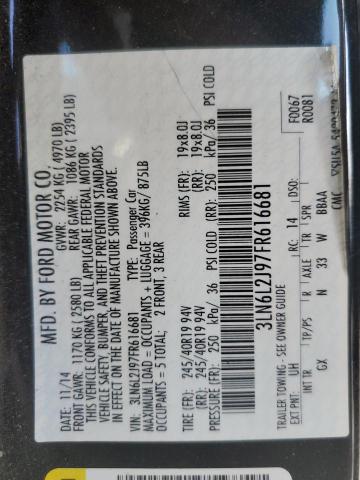 MFD. BY FORD MOTOR CO.
DATE: 11/14 GVWR: 2254 KG ( 4970 LB)
FRONT GAWR: 1170 KG ( 2580 LB) REAR GAWR: 1086 KG ( 2395 LB)
THIS VEHICLE CONFORMS TO ALL APPLICABLE FEDERAL MOTOR
VEHICLE SAFETY, BUMPER, AND THEFT PREVENTION STANDARDS
IN EFFECT ON THE DATE OF MANUFACTURE SHOWN ABOVE.
VIN: 3LN6L2J97FR616681 TYPE: Passenger Car
MAXIMUM LOAD = OCCUPANTS + LUGGAGE = 396KG/ 875LB
OCCUPANTS = 5 TOTAL: 2 FRONT, 3 REAR
TIRE (FR): 245/40R19 94V RIMS (FR): 19x8.0J
(RR): 245/40R19 94V (RR): 19x8.0J
PRESSURE (FR): 250 kPa/ 36 PSI COLD (RR): 250 kPa/ 36 PSI COLD
3LN6L2J97FR616681
TRAILER TOWING - SEE OWNER GUIDE F0067
EXT PNT: UH RC: 14 DSO: R0081
INT TR TP/PS R AXLE TR SPR
GX N 33 W BBAA
CMC